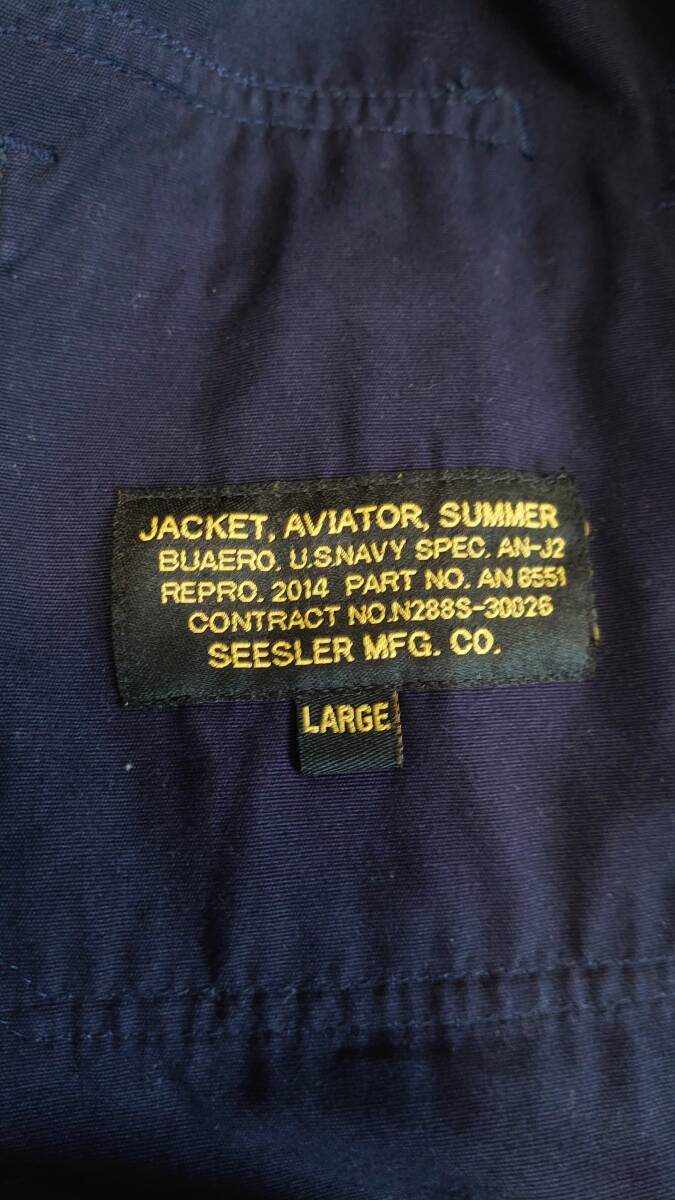 JACKET, AVIATOR, SUMMER
BUAERO. U.S.NAVY SPEC. AN-J2
REPRO. 2014 PART NO. AN 6551
CONTRACT NO.N288S-30026
SEESLER MFG. CO.
LARGE